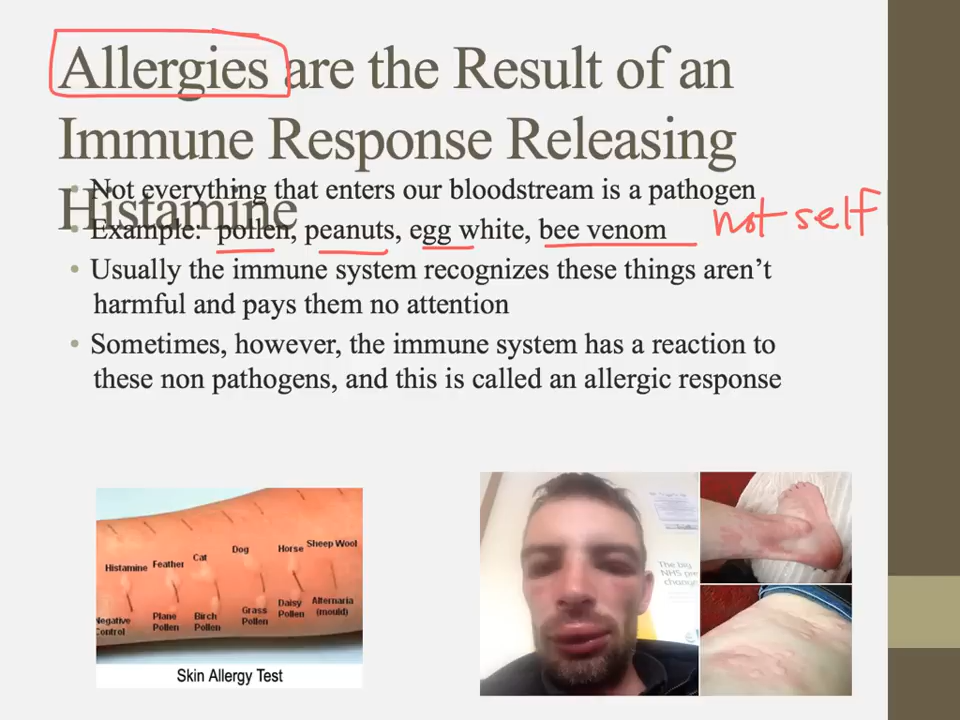 Allergies are the Result of an
Immune Response Releasing
Histamine
• Not everything that enters our bloodstream is a pathogen
• Example: pollen, peanuts, egg white, bee venom not self
• Usually the immune system recognizes these things aren't
harmful and pays them no attention
• Sometimes, however, the immune system has a reaction to
these non pathogens, and this is called an allergic response
Histamine Feather Cat Dog Horse Sheep Wool
Negative Control
Plane Pollen
Birch Pollen
Grass Pollen
Daisy Pollen
Alternaria (mould)
Skin Allergy Test
The big
NHS
change